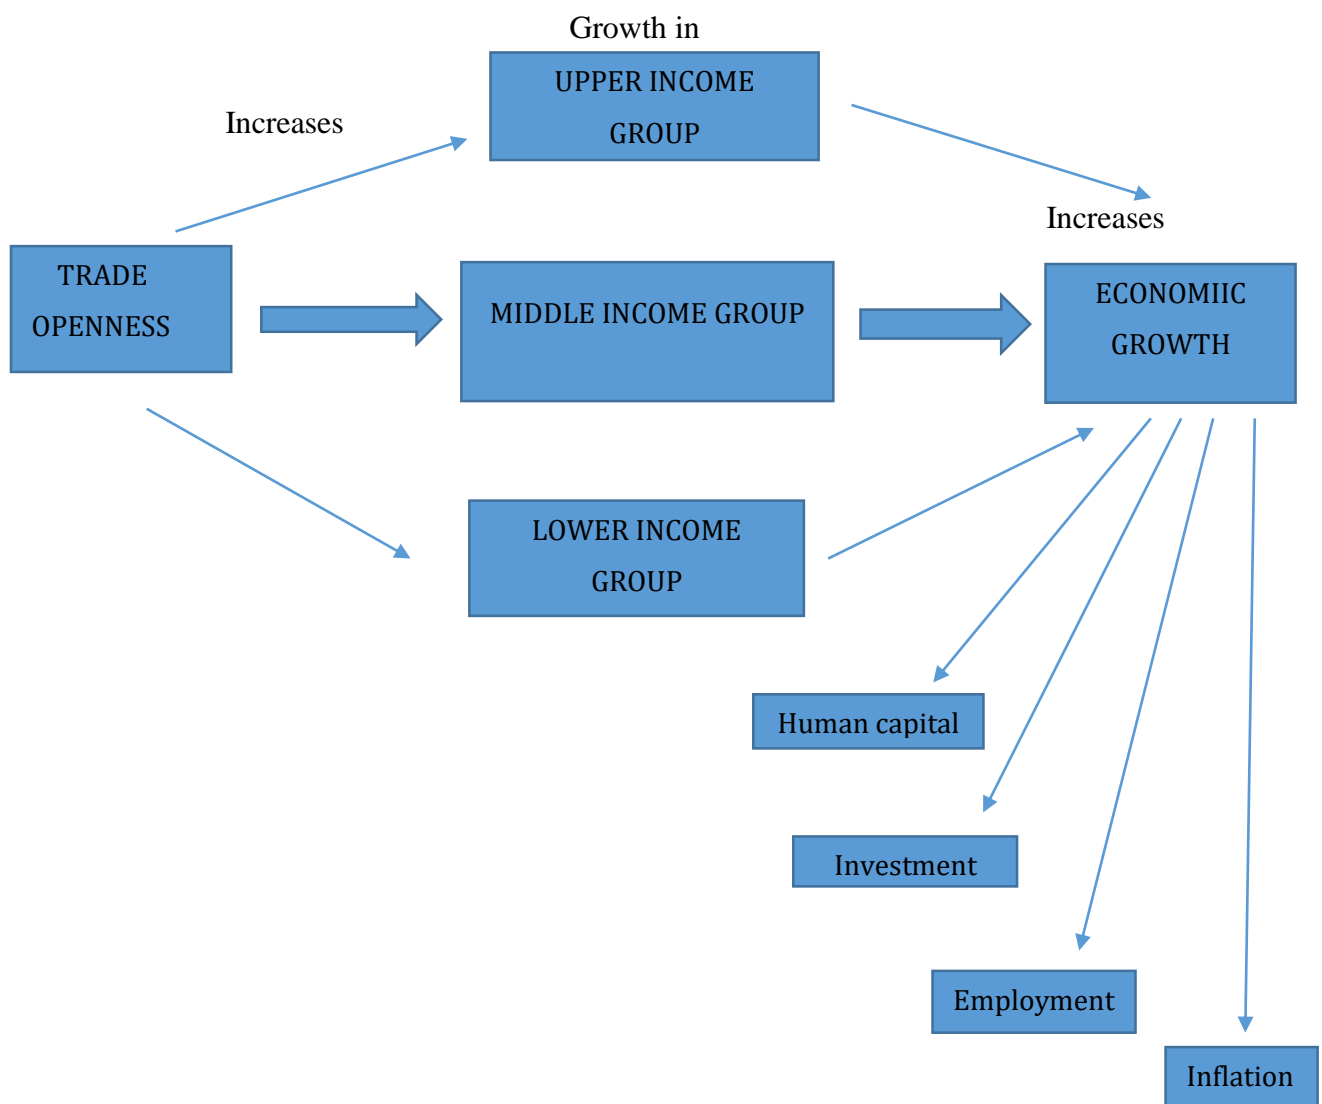 Growth in
UPPER INCOME
GROUP
Increases
Increases
TRADE
OPENNESS
MIDDLE INCOME GROUP
ECONOMIIC
GROWTH
LOWER INCOME
GROUP
Human capital
Investment
Employment
Inflation